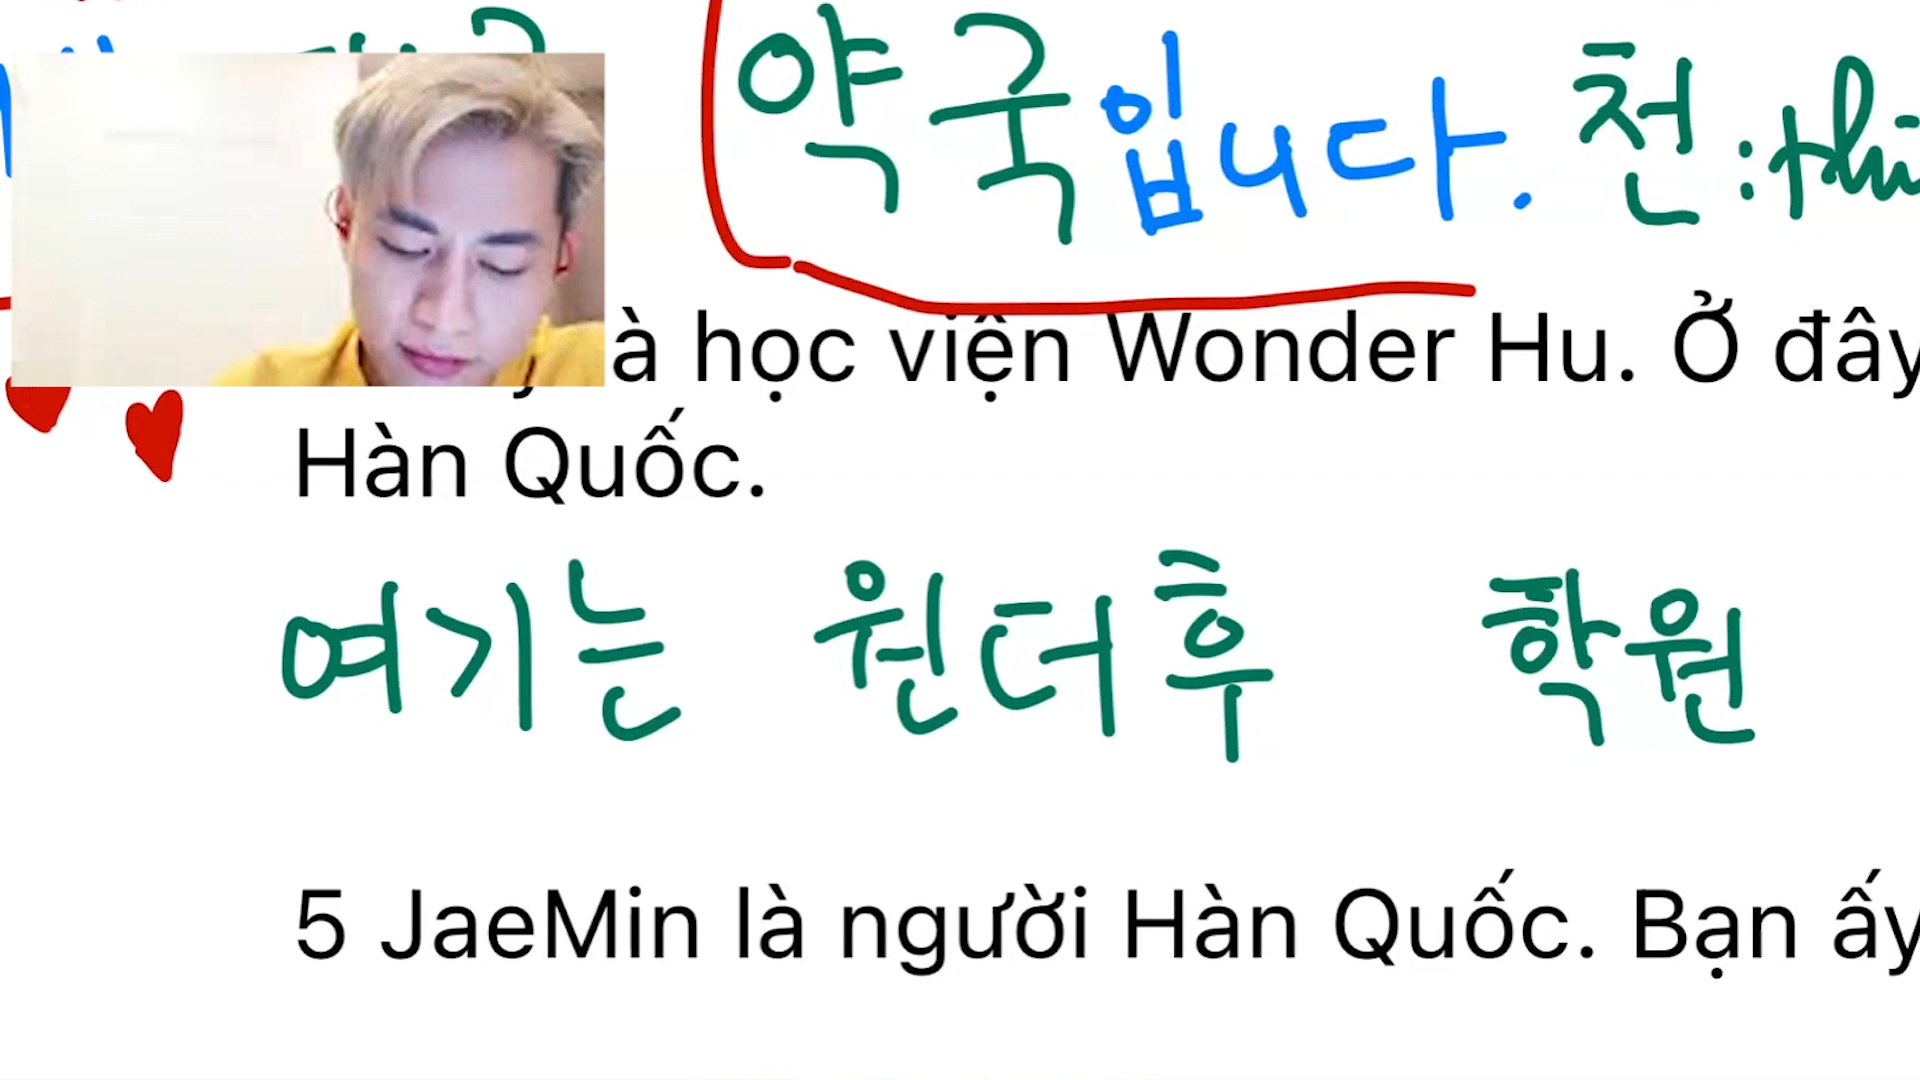 약국입니다. 천:
à học viện Wonder Hu. Ở đây
Hàn Quốc.
여기는 원더후 학원
5 JaeMin là người Hàn Quốc. Bạn ấy